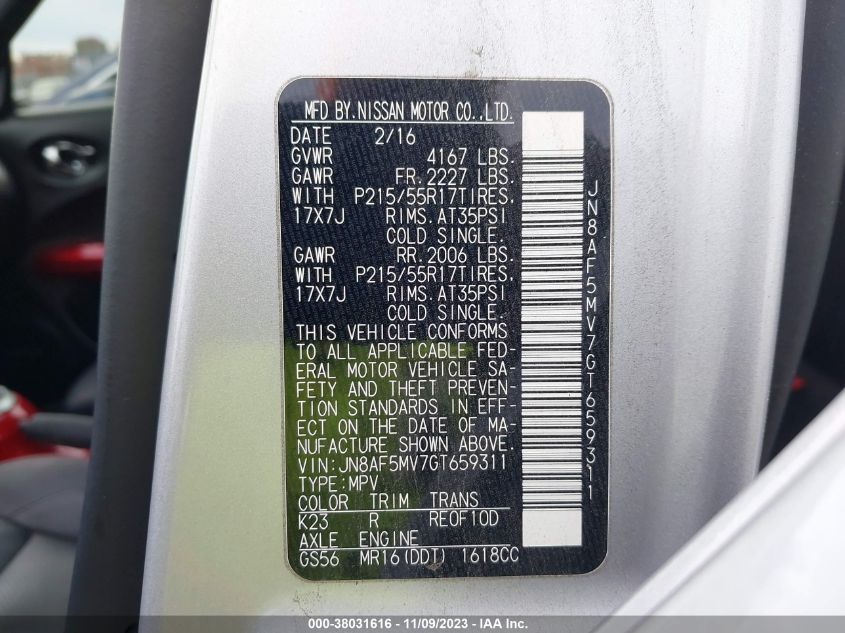 MFD BY.NISSAN MOTOR CO.,LTD.
DATE 2/16
GVWR 4167 LBS.
GAWR FR.2227 LBS.
WITH P215/55R17TIRES.
17X7J RIMS.AT35PSI
COLD SINGLE.
GAWR RR.2006 LBS.
WITH P215/55R17TIRES.
17X7J RIMS.AT35PSI
COLD SINGLE.
THIS VEHICLE CONFORMS
TO ALL APPLICABLE FED-
ERAL MOTOR VEHICLE SA-
FETY AND THEFT PREVEN-
TION STANDARDS IN EFF-
ECT ON THE DATE OF MA-
NUFACTURE SHOWN ABOVE.
VIN:JN8AF5MV7GT659311
TYPE:MPV
COLOR TRIM TRANS
K23 R RE0F10D
AXLE ENGINE
GS56 MR16(DDT) 1618CC
JN8AF5MV7GT659311
000-38031616 - 11/09/2023 - IAA Inc.